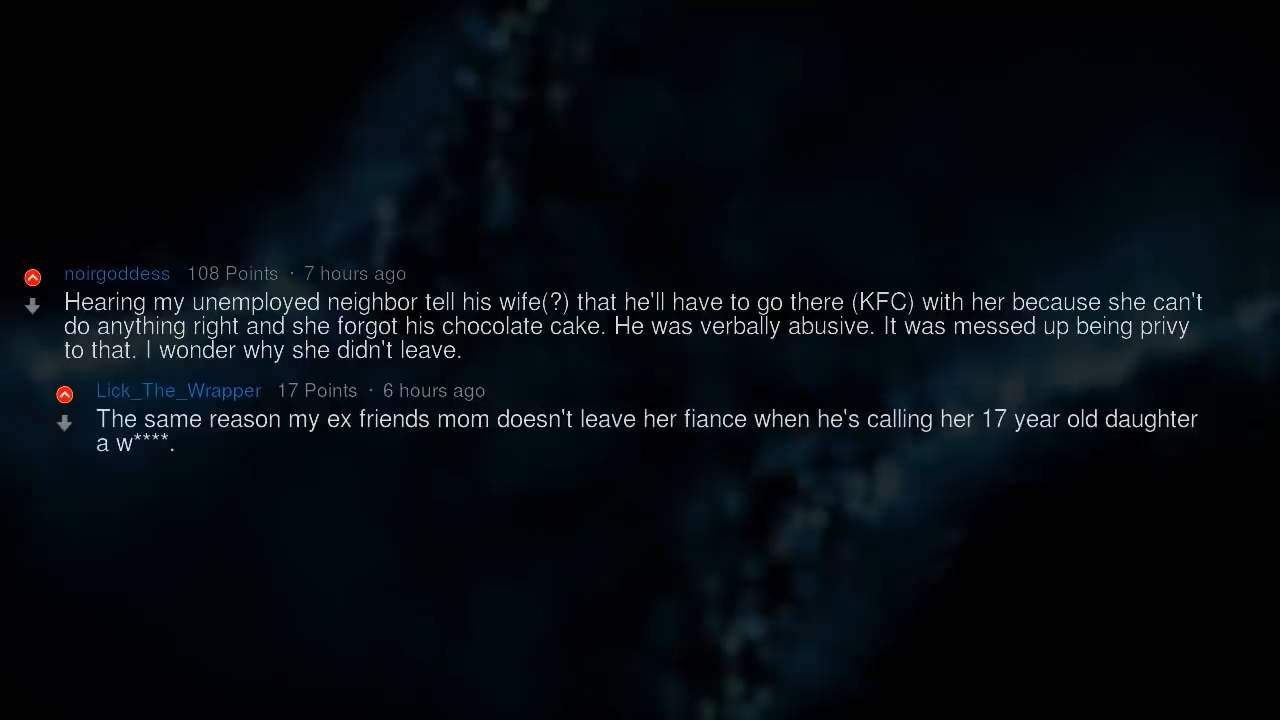 noirgoddess 108 Points · 7 hours ago
Hearing my unemployed neighbor tell his wife(?) that he'll have to go there (KFC) with her because she can't
do anything right and she forgot his chocolate cake. He was verbally abusive. It was messed up being privy
to that. I wonder why she didn't leave.
Lick_The_Wrapper 17 Points · 6 hours ago
The same reason my ex friends mom doesn't leave her fiance when he's calling her 17 year old daughter
a w****.